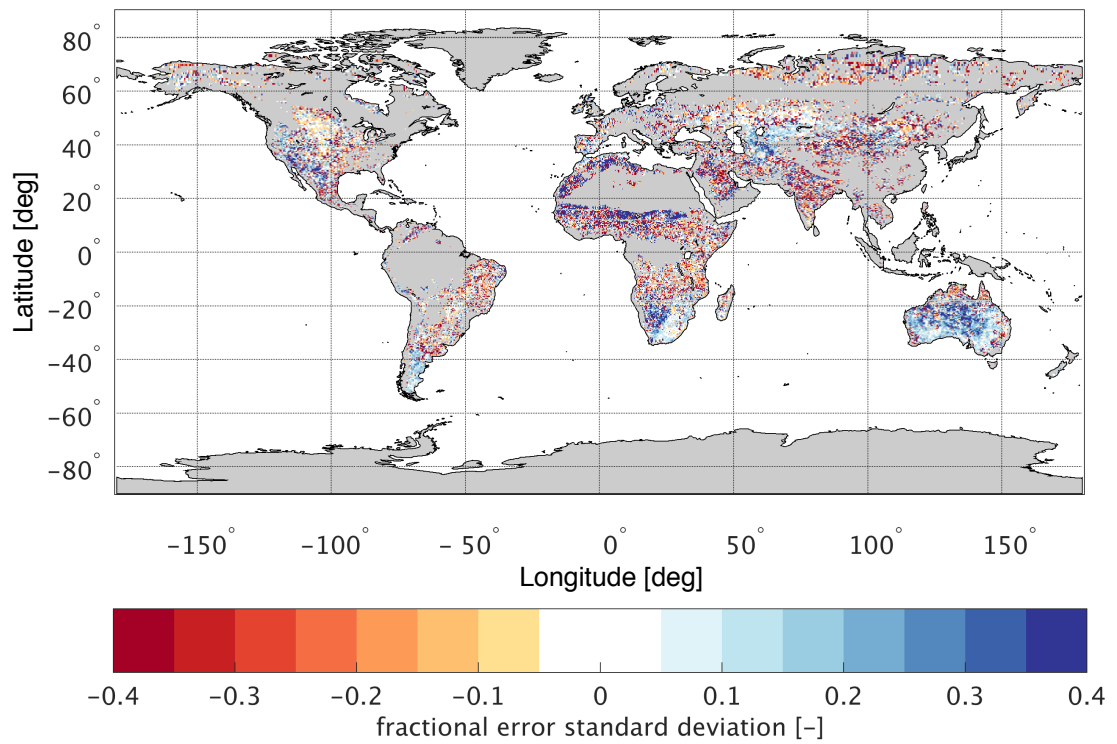 80°
60°
40°
20°
0°
−20°
−40°
−60°
−80°
Latitude [deg]
−150° −100° − 50° 0° 50° 100° 150°
Longitude [deg]
−0.4 −0.3 −0.2 −0.1 0 0.1 0.2 0.3 0.4
fractional error standard deviation [−]